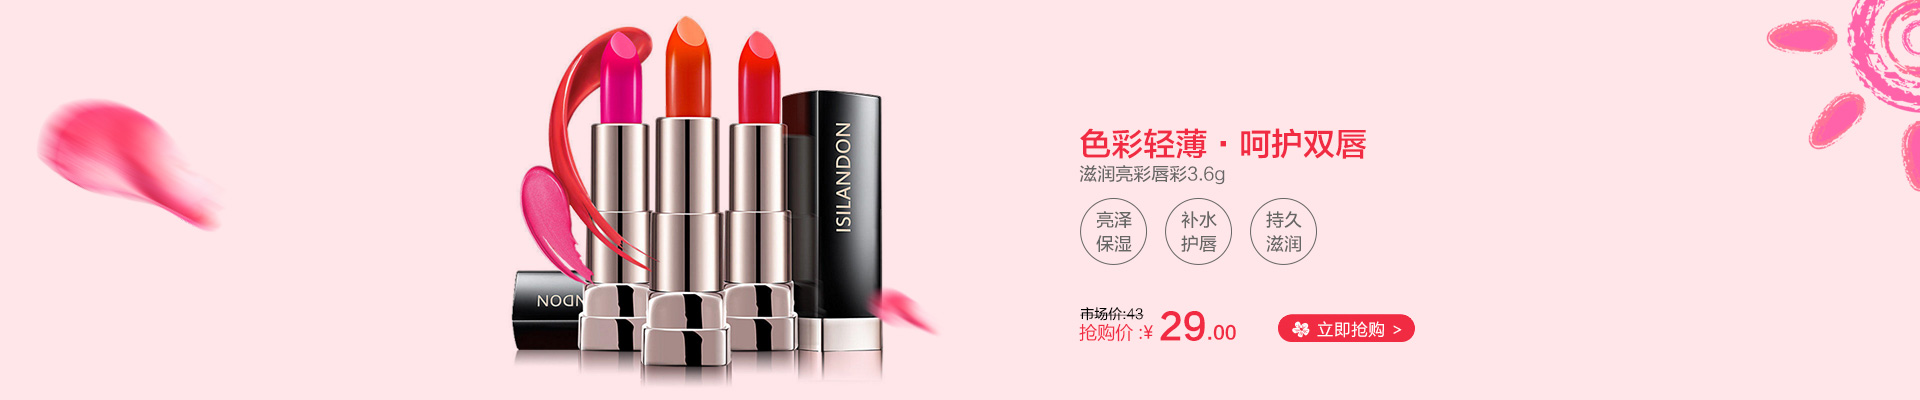 ISILANDON
NDON
色彩轻薄·呵护双唇
滋润亮彩唇彩3.6g
亮泽
保湿
补水
护唇
持久
滋润
市场价:43
抢购价:¥ 29.00
立即抢购 >